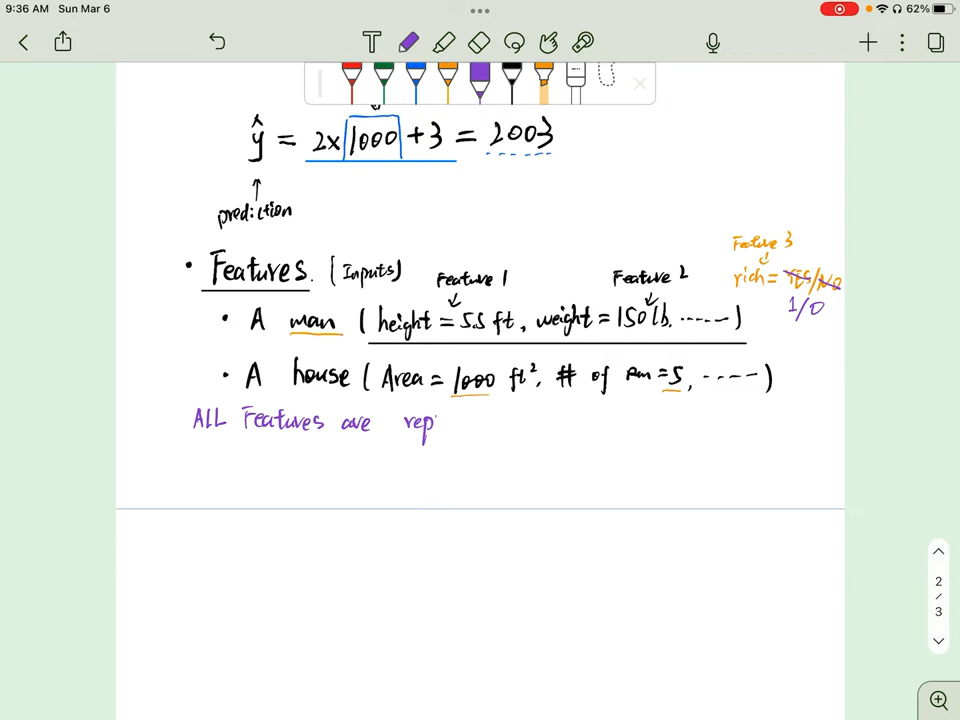 9:36 AM Sun Mar 6
62%
ŷ = 2x 1000 + 3 = 2003
prediction
Feature 3
• Features. (Inputs)
Feature 1
Feature 2
rich = YES/NO
1/0
• A man (height = 5.5 ft, weight = 150 lb. ......)
• A house (Area = 1000 ft², # of Rm = 5, ......)
ALL Features are rep
2
/
3